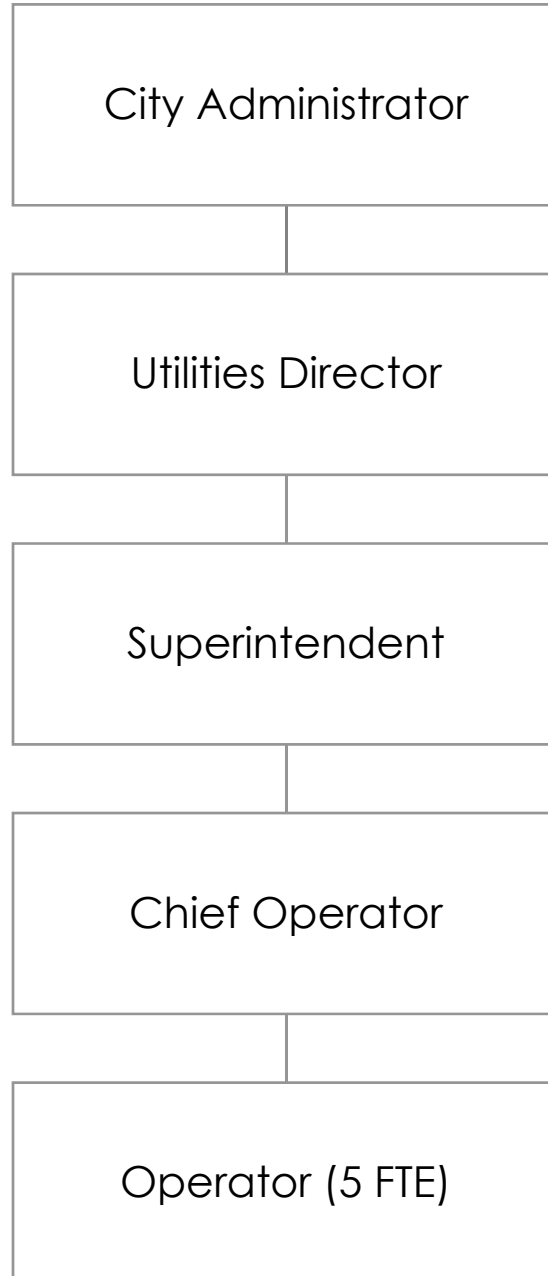 City Administrator
Utilities Director
Superintendent
Chief Operator
Operator (5 FTE)